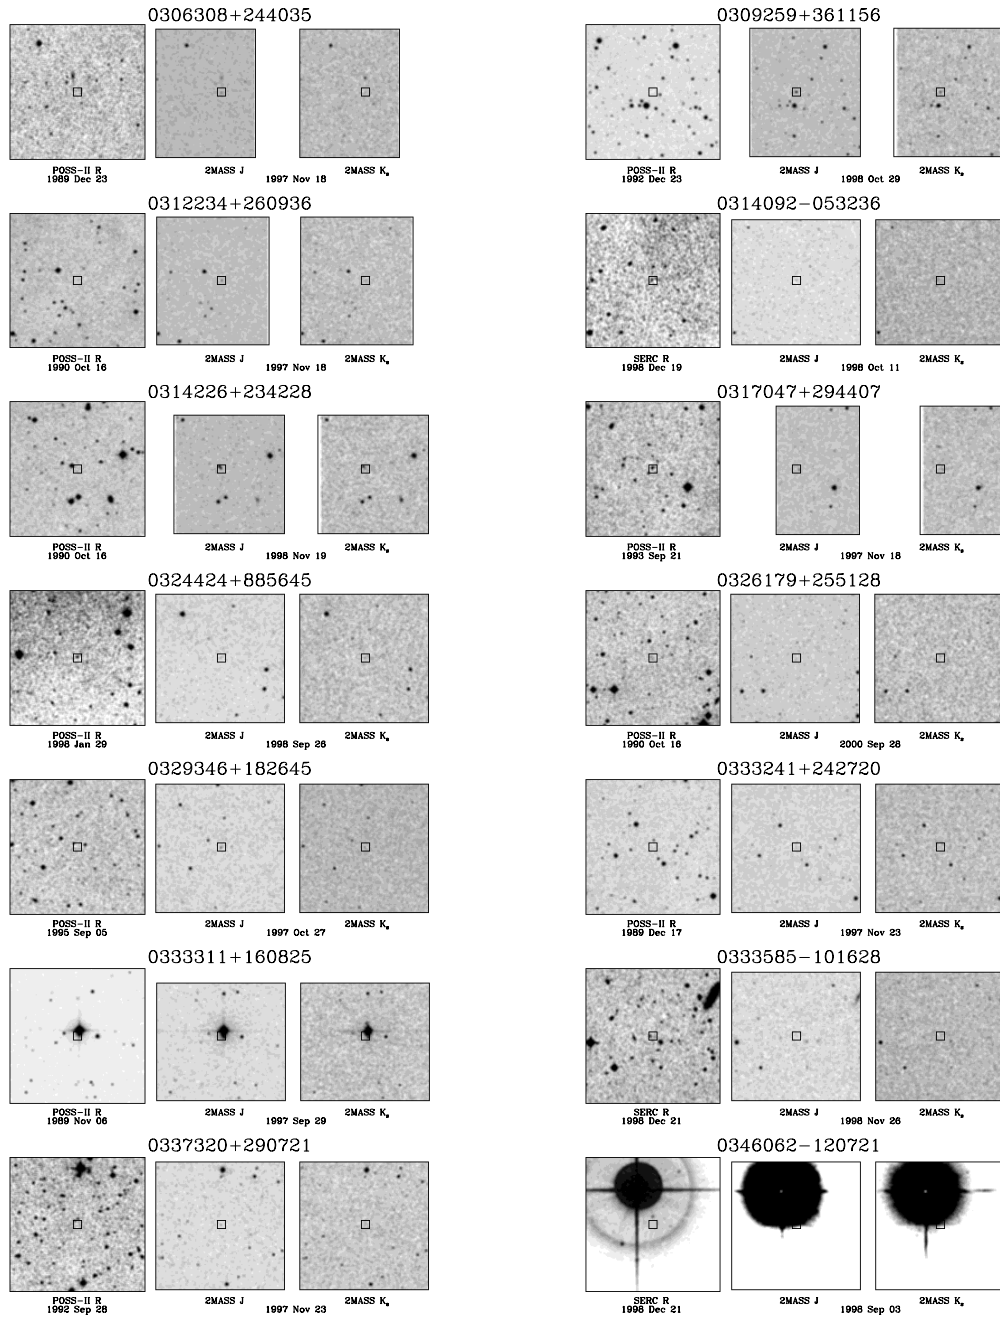 0306308+244035
0309259+361156
POSS-II R
1989 Dec 23
2MASS J
1997 Nov 18
2MASS Ks
POSS-II R
1992 Dec 23
2MASS J
1998 Oct 29
2MASS Ks
0312234+260936
0314092-053236
POSS-II R
1990 Oct 16
2MASS J
1997 Nov 18
2MASS Ks
SERC R
1998 Dec 19
2MASS J
1998 Oct 11
2MASS Ks
0314226+234228
0317047+294407
POSS-II R
1990 Oct 16
2MASS J
1998 Nov 19
2MASS Ks
POSS-II R
1993 Sep 21
2MASS J
1997 Nov 18
2MASS Ks
0324424+885645
0326179+255128
POSS-II R
1998 Jan 29
2MASS J
1998 Sep 26
2MASS Ks
POSS-II R
1990 Oct 16
2MASS J
2000 Sep 28
2MASS Ks
0329346+182645
0333241+242720
POSS-II R
1995 Sep 05
2MASS J
1997 Oct 27
2MASS Ks
POSS-II R
1989 Dec 17
2MASS J
1997 Nov 23
2MASS Ks
0333311+160825
0333585-101628
POSS-II R
1989 Nov 06
2MASS J
1997 Sep 29
2MASS Ks
SERC R
1998 Dec 21
2MASS J
1998 Nov 26
2MASS Ks
0337320+290721
0346062-120721
POSS-II R
1992 Sep 28
2MASS J
1997 Nov 23
2MASS Ks
SERC R
1998 Dec 21
2MASS J
1998 Sep 03
2MASS Ks